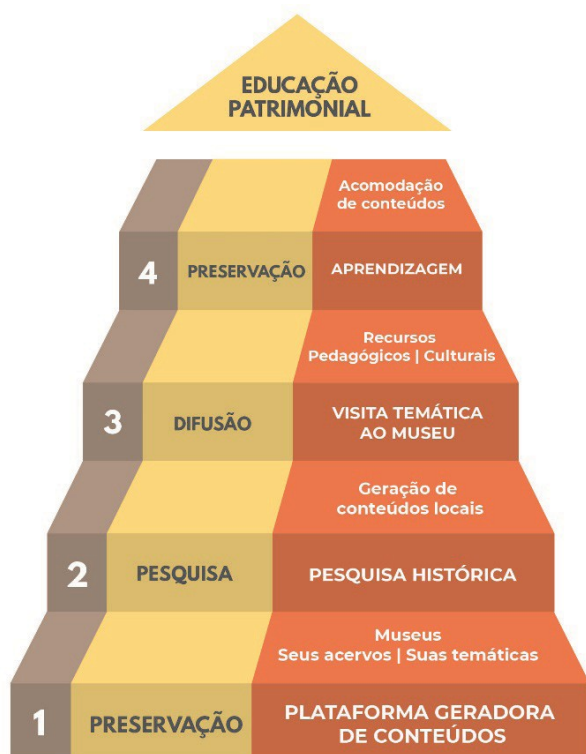 EDUCAÇÃO
PATRIMONIAL
Acomodação
de conteúdos
4
PRESERVAÇÃO
APRENDIZAGEM
Recursos
Pedagógicos | Culturais
3
DIFUSÃO
VISITA TEMÁTICA
AO MUSEU
Geração de
conteúdos locais
2
PESQUISA
PESQUISA HISTÓRICA
Museus
Seus acervos | Suas temáticas
1
PRESERVAÇÃO
PLATAFORMA GERADORA
DE CONTEÚDOS